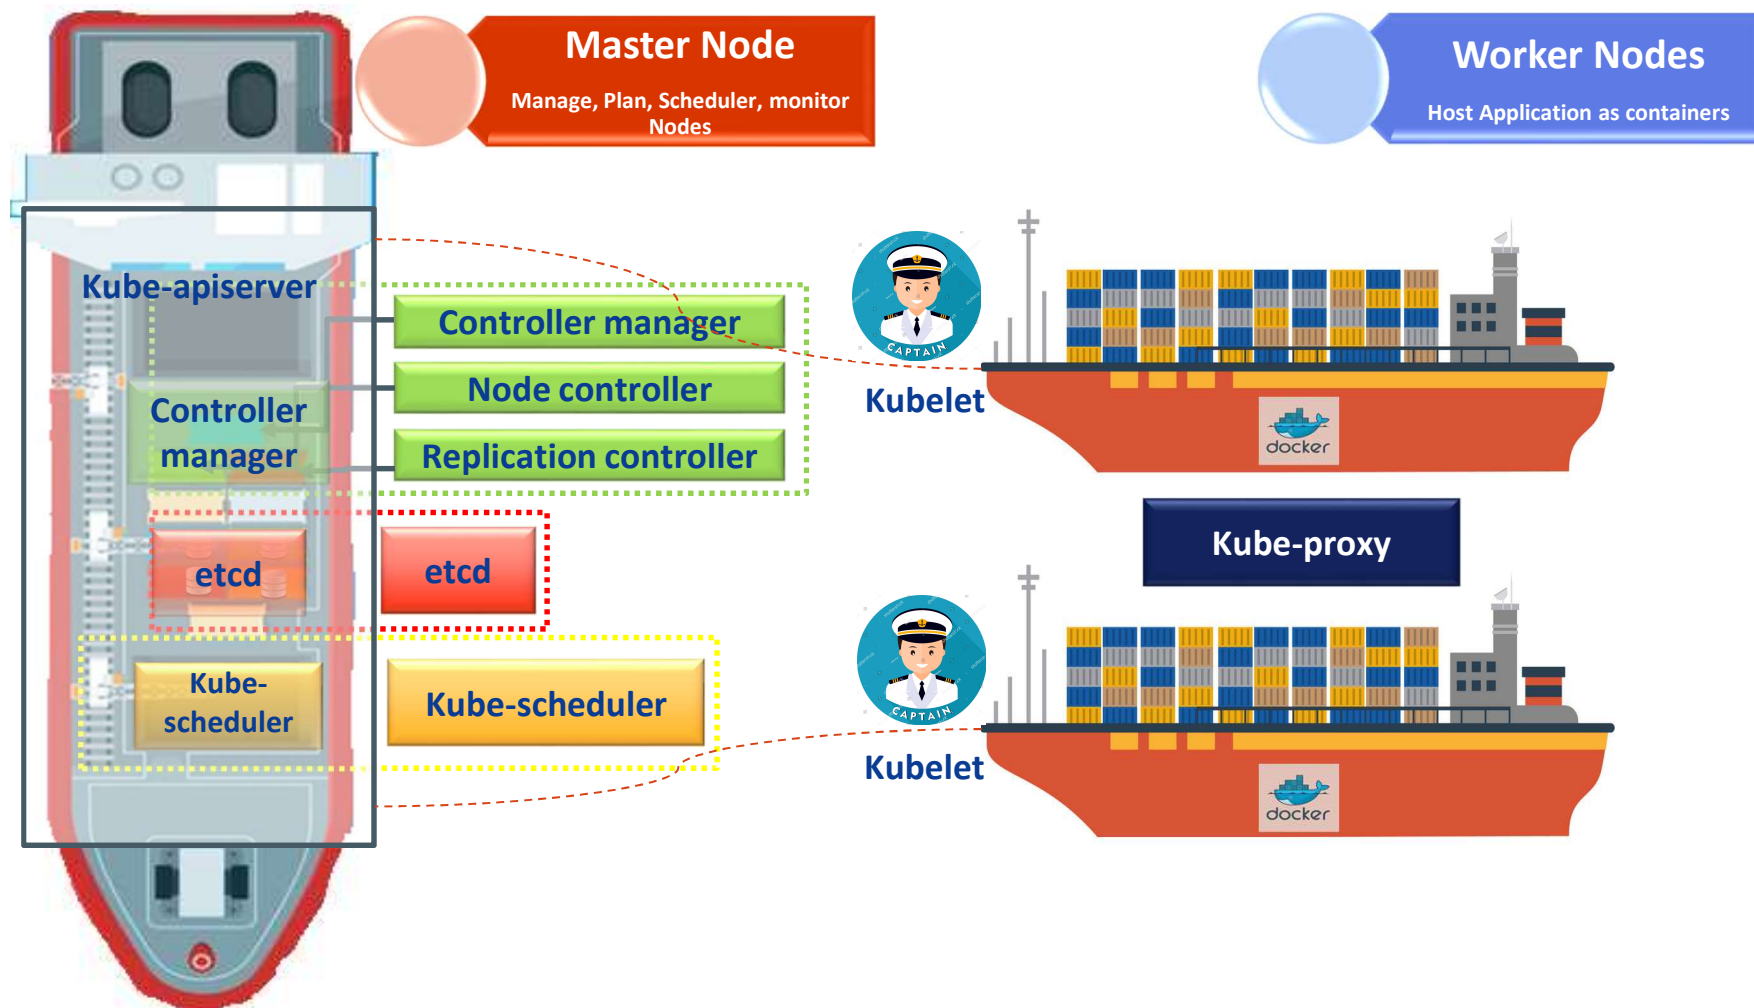 Master Node
Manage, Plan, Scheduler, monitor
Nodes
Worker Nodes
Host Application as containers
Kube-apiserver
Controller manager
Node controller
Replication controller
Controller
manager
etcd
etcd
Kube-
scheduler
Kube-scheduler
CAPTAIN
Kubelet
docker
Kube-proxy
CAPTAIN
Kubelet
docker